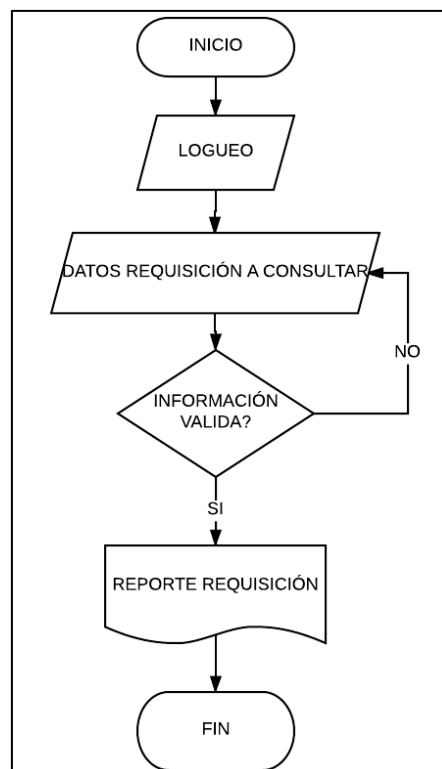 INICIO
LOGUEO
DATOS REQUISICIÓN A CONSULTAR
INFORMACIÓN
VALIDA?
NO
SI
REPORTE REQUISICIÓN
FIN